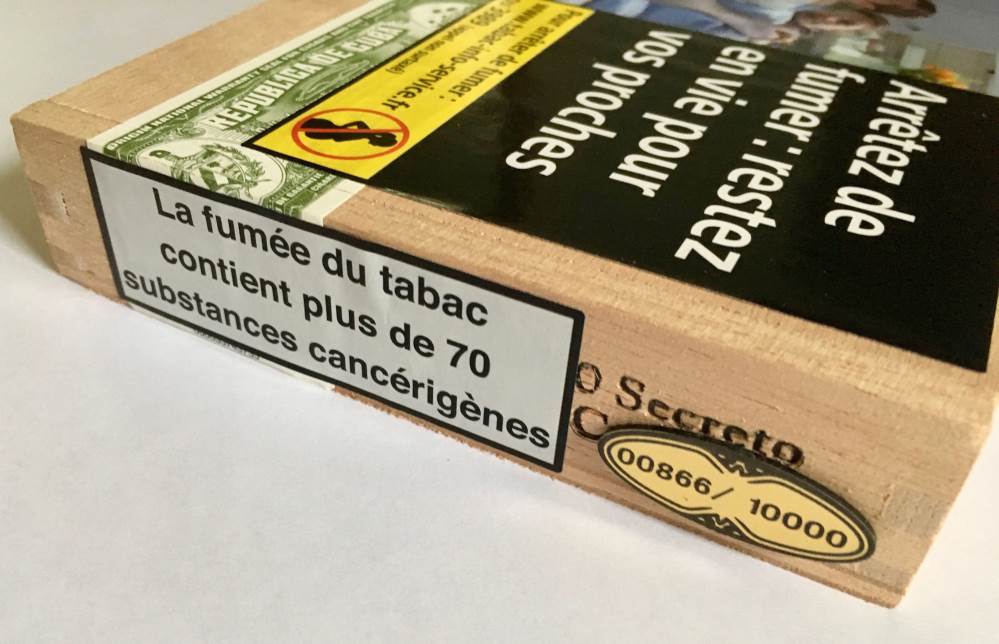 Arrêtez de
fumer : restez
en vie pour
vos proches
Pour arrêter de fumer :
www.tabac-info-service.fr
REPUBLICA DE CUBA
La fumée du tabac
contient plus de 70
substances cancérigènes
o Secreto
C
00866/ 10000